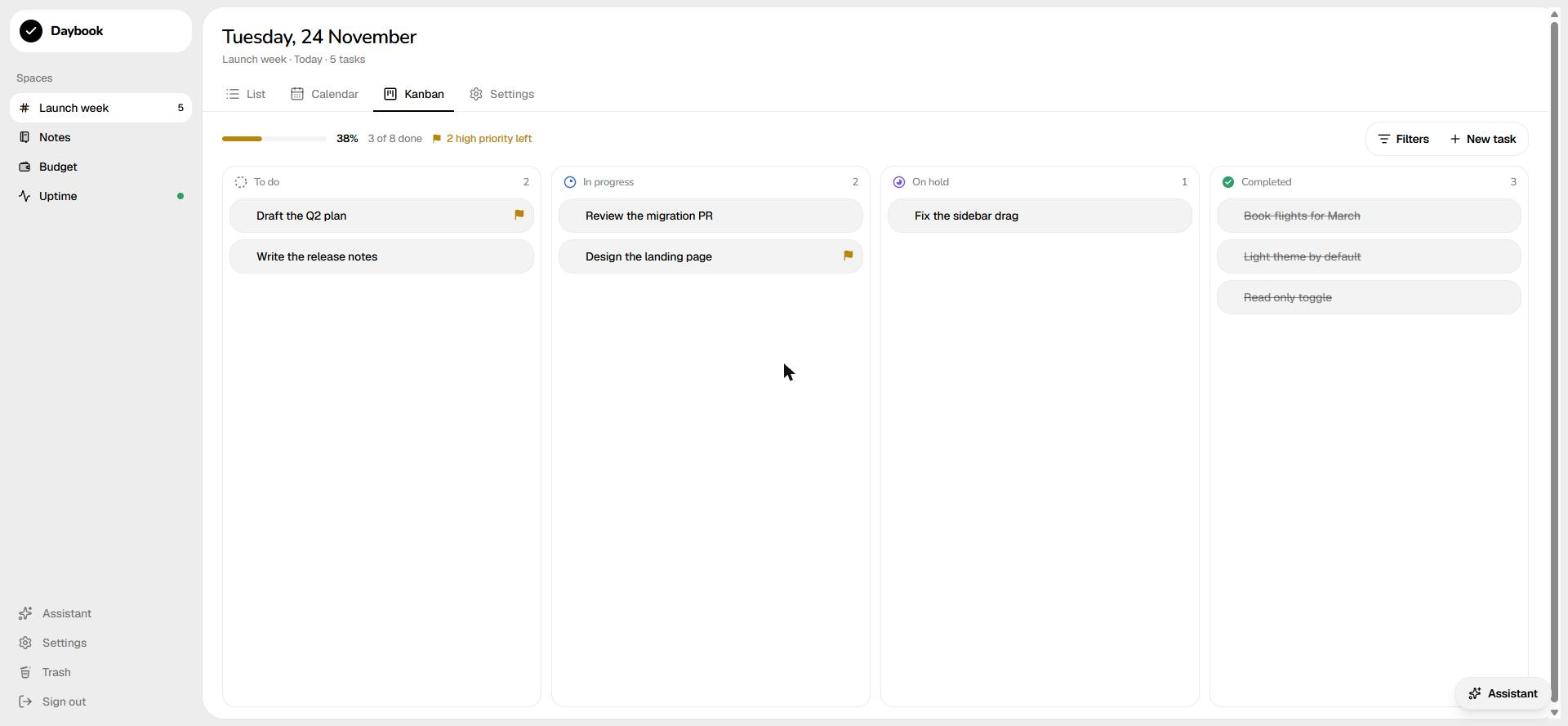 Daybook
Spaces
Launch week 5
Notes
Budget
Uptime
Assistant
Settings
Trash
Sign out
Tuesday, 24 November
Launch week · Today · 5 tasks
List Calendar Kanban Settings
38% 3 of 8 done 2 high priority left
Filters + New task
To do 2
Draft the Q2 plan
Write the release notes
In progress 2
Review the migration PR
Design the landing page
On hold 1
Fix the sidebar drag
Completed 3
Book flights for March
Light theme by default
Read only toggle
Assistant